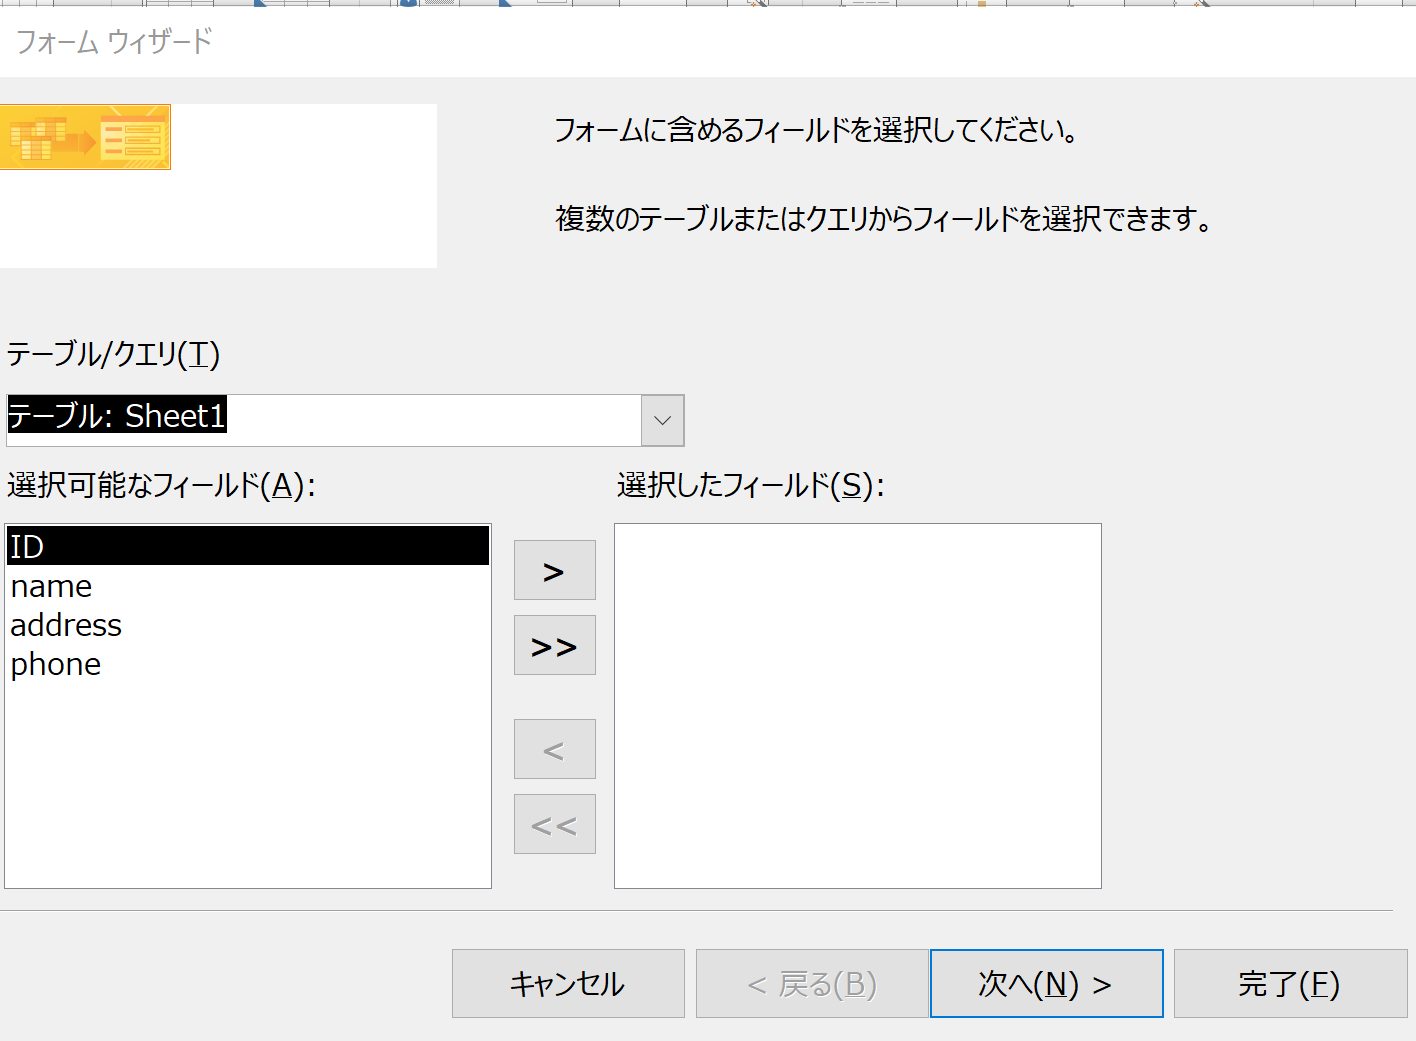 フォーム ウィザード
フォームに含めるフィールドを選択してください。
複数のテーブルまたはクエリからフィールドを選択できます。
テーブル/クエリ(T)
テーブル: Sheet1
選択可能なフィールド(A):
選択したフィールド(S):
ID
name
address
phone
>
>>
<
<<
キャンセル
< 戻る(B)
次へ(N) >
完了(F)